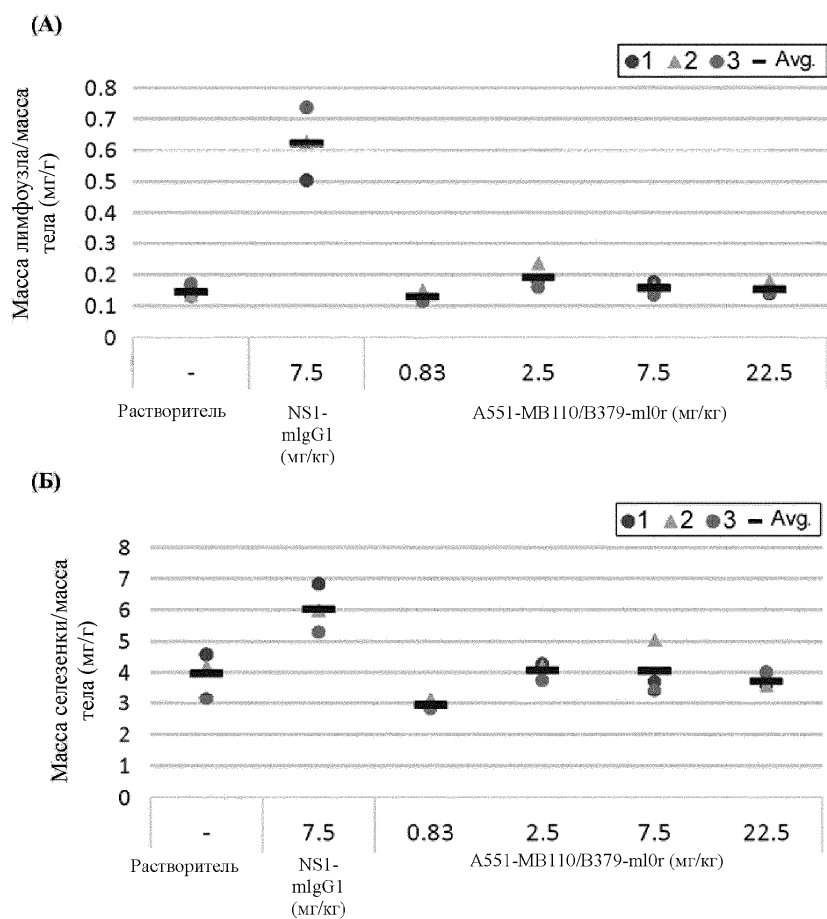 (А)
1 2 3 Avg.
Масса лимфоузла/масса
тела (мг/г)
0.8
0.7
0.6
0.5
0.4
0.3
0.2
0.1
0
- 7.5 0.83 2.5 7.5 22.5
Растворитель NS1- A551-MB110/B379-ml0r (мг/кг)
mIgG1
(мг/кг)
(Б)
1 2 3 Avg.
Масса селезенки/масса
тела (мг/г)
8
7
6
5
4
3
2
1
0
- 7.5 0.83 2.5 7.5 22.5
Растворитель NS1- A551-MB110/B379-ml0r (мг/кг)
mIgG1
(мг/кг)